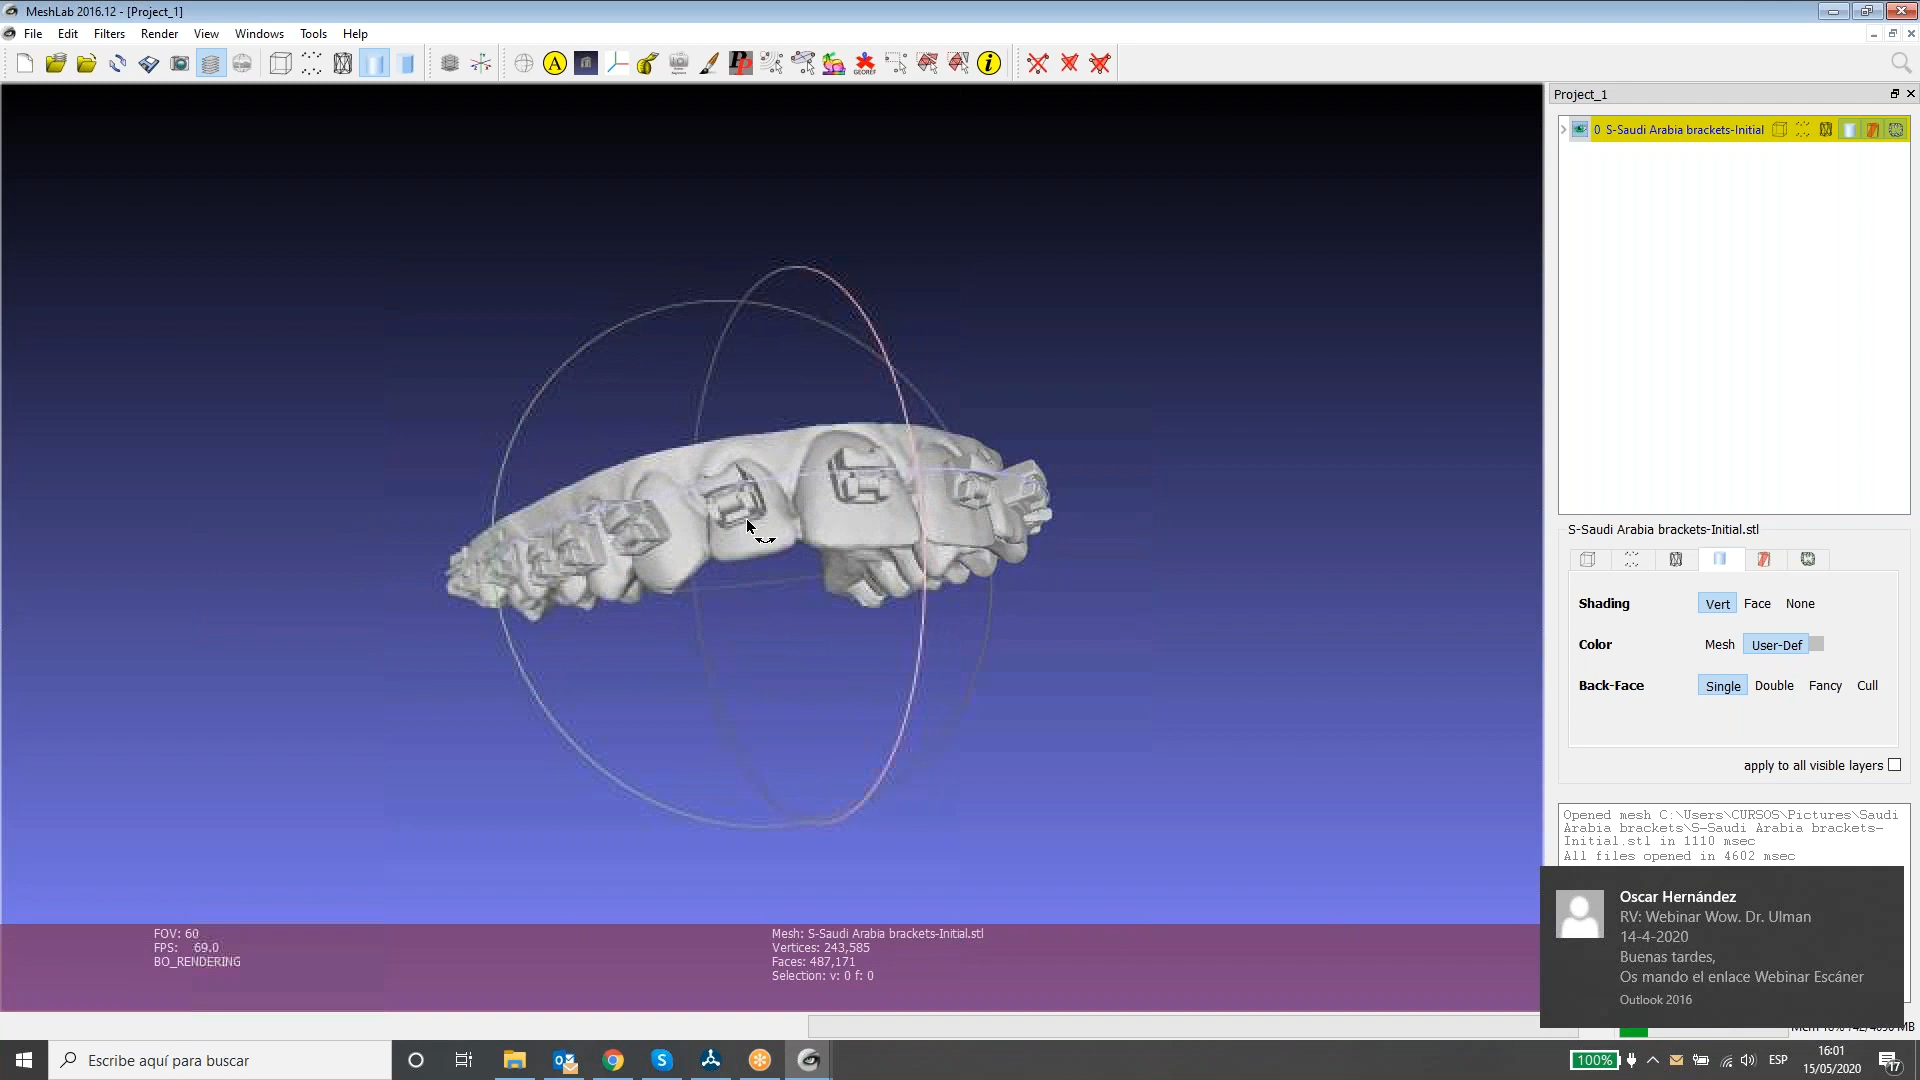 MeshLab 2016.12 - [Project_1]
File Edit Filters Render View Windows Tools Help
A
GEOREF
Project_1
0 S-Saudi Arabia brackets-Initial
S-Saudi Arabia brackets-Initial.stl
Shading Vert Face None
Color Mesh User-Def
Back-Face Single Double Fancy Cull
apply to all visible layers
Opened mesh C:\Users\CURSOS\Pictures\Saudi
Arabia brackets\S-Saudi Arabia brackets-
Initial.stl in 1110 msec
All files opened in 4602 msec
Oscar Hernández
RV: Webinar Wow. Dr. Ulman
14-4-2020
Buenas tardes,
Os mando el enlace Webinar Escáner
Outlook 2016
FOV: 60
FPS: 69.0
BO_RENDERING
Mesh: S-Saudi Arabia brackets-Initial.stl
Vertices: 243,585
Faces: 487,171
Selection: v: 0 f: 0
Escribe aquí para buscar
100%
ESP
16:01
15/05/2020
17